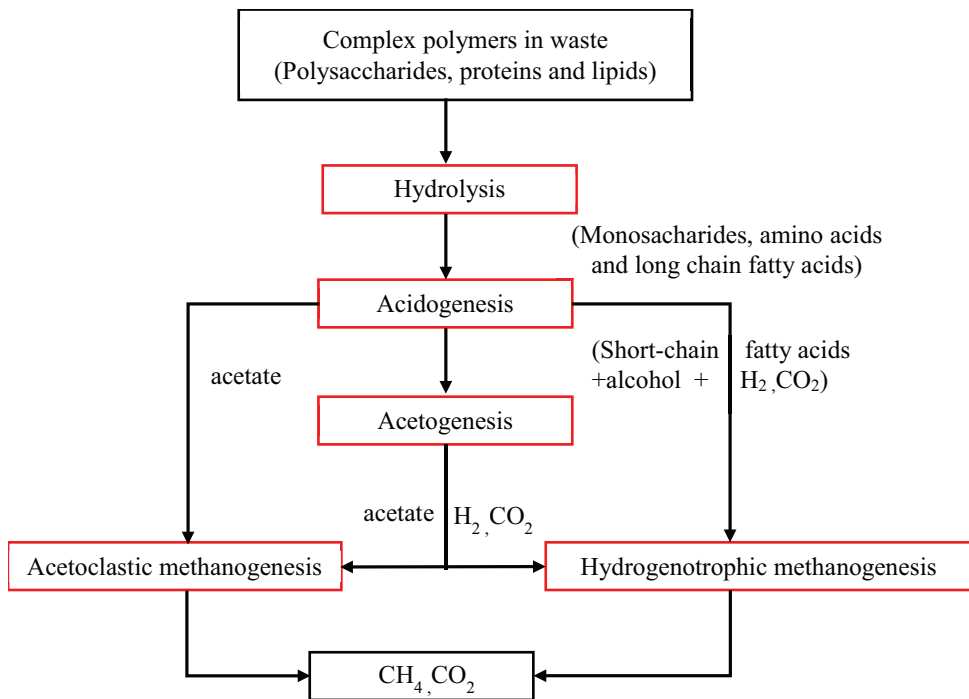 Complex polymers in waste
(Polysaccharides, proteins and lipids)
Hydrolysis
(Monosacharides, amino acids
and long chain fatty acids)
Acidogenesis
(Short-chain fatty acids
+alcohol + H₂ ,CO₂)
acetate
Acetogenesis
acetate H₂ ,CO₂
Acetoclastic methanogenesis
Hydrogenotrophic methanogenesis
CH₄ ,CO₂